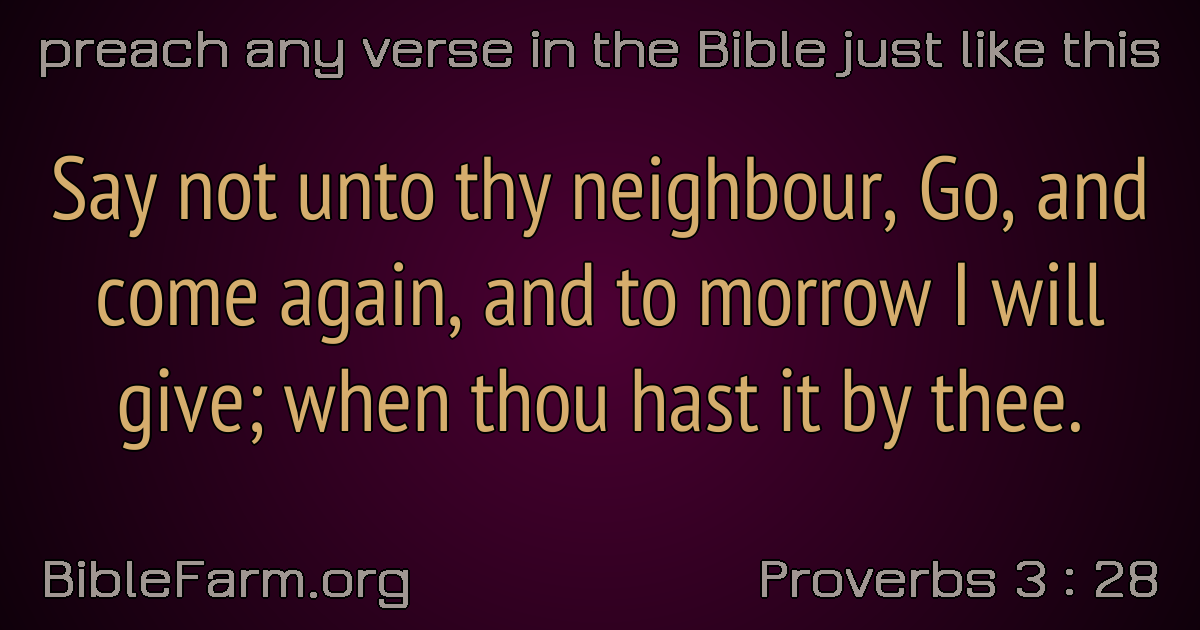 preach any verse in the Bible just like this
Say not unto thy neighbour, Go, and
come again, and to morrow I will
give; when thou hast it by thee.
BibleFarm.org
Proverbs 3 : 28